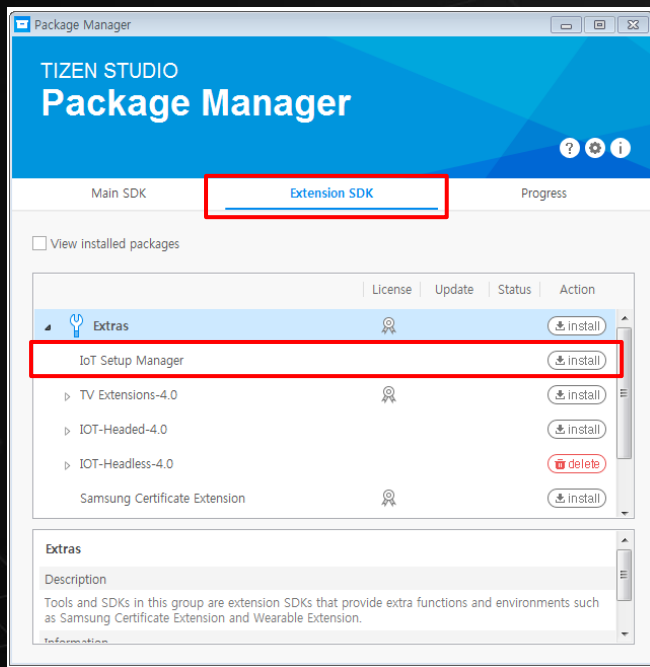 Package Manager
TIZEN STUDIO
Package Manager
? i
Main SDK Extension SDK Progress
View installed packages
License Update Status Action
Extras install
IoT Setup Manager install
TV Extensions-4.0 install
IOT-Headed-4.0 install
IOT-Headless-4.0 delete
Samsung Certificate Extension install
Extras
Description
Tools and SDKs in this group are extension SDKs that provide extra functions and environments such
as Samsung Certificate Extension and Wearable Extension.
Information